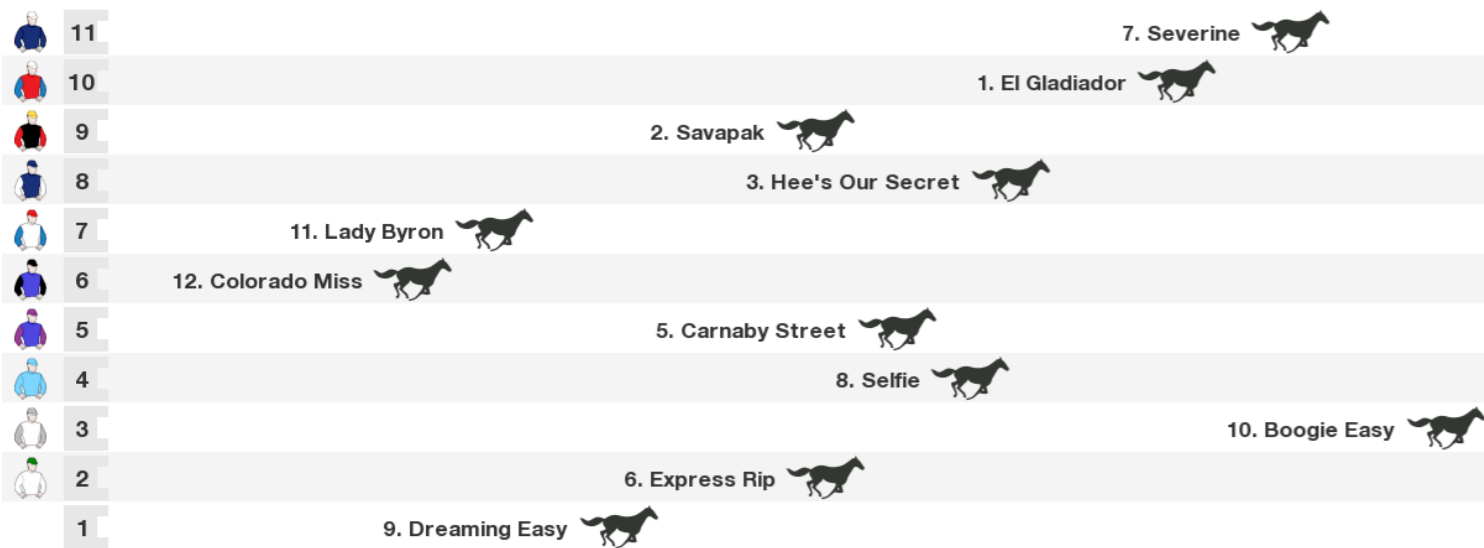 11 7. Severine
10 1. El Gladiador
9 2. Savapak
8 3. Hee's Our Secret
7 11. Lady Byron
6 12. Colorado Miss
5 5. Carnaby Street
4 8. Selfie
3 10. Boogie Easy
2 6. Express Rip
1 9. Dreaming Easy